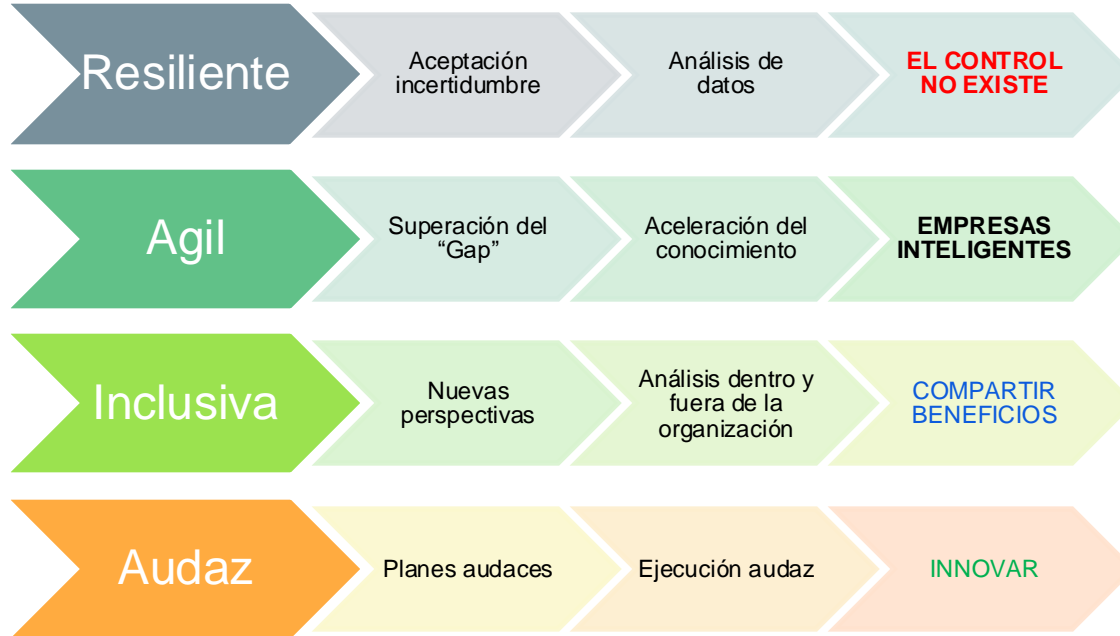 Resiliente
Aceptación
incertidumbre
Análisis de
datos
EL CONTROL
NO EXISTE
Agil
Superación del
“Gap”
Aceleración del
conocimiento
EMPRESAS
INTELIGENTES
Inclusiva
Nuevas
perspectivas
Análisis dentro y
fuera de la
organización
COMPARTIR
BENEFICIOS
Audaz
Planes audaces
Ejecución audaz
INNOVAR